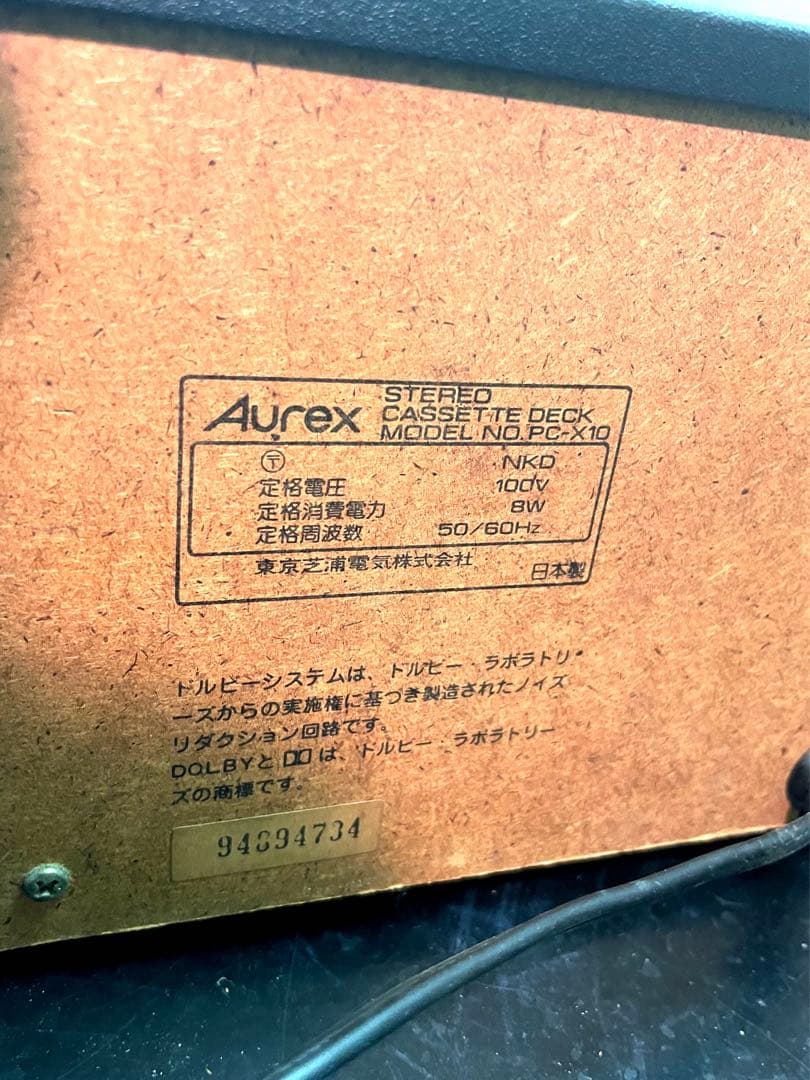 Aurex
STEREO
CASSETTE DECK
MODEL NO. PC-X10
〒 NKD
定格電圧 100V
定格消費電力 8W
定格周波数 50/60Hz
東京芝浦電気株式会社 日本製
ドルビーシステムは、ドルビー・ラボラトリ
ーズからの実施権に基づき製造されたノイズ
リダクション回路です。
DOLBYと は、ドルビー・ラボラトリー
ズの商標です。
94894734